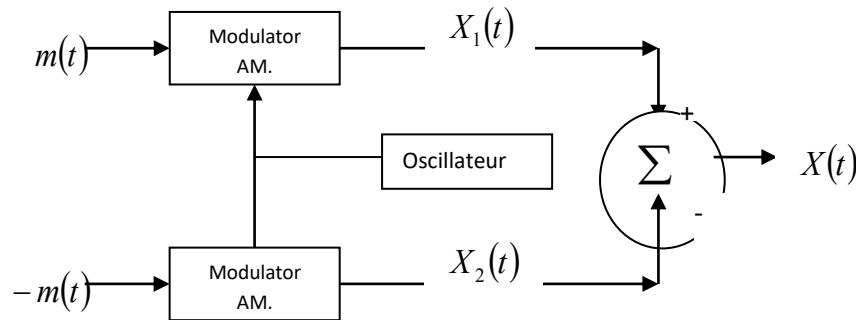 m(t)
Modulator
AM.
X₁(t)
+
Oscillateur
Σ
X(t)
-
-m(t)
Modulator
AM.
X₂(t)